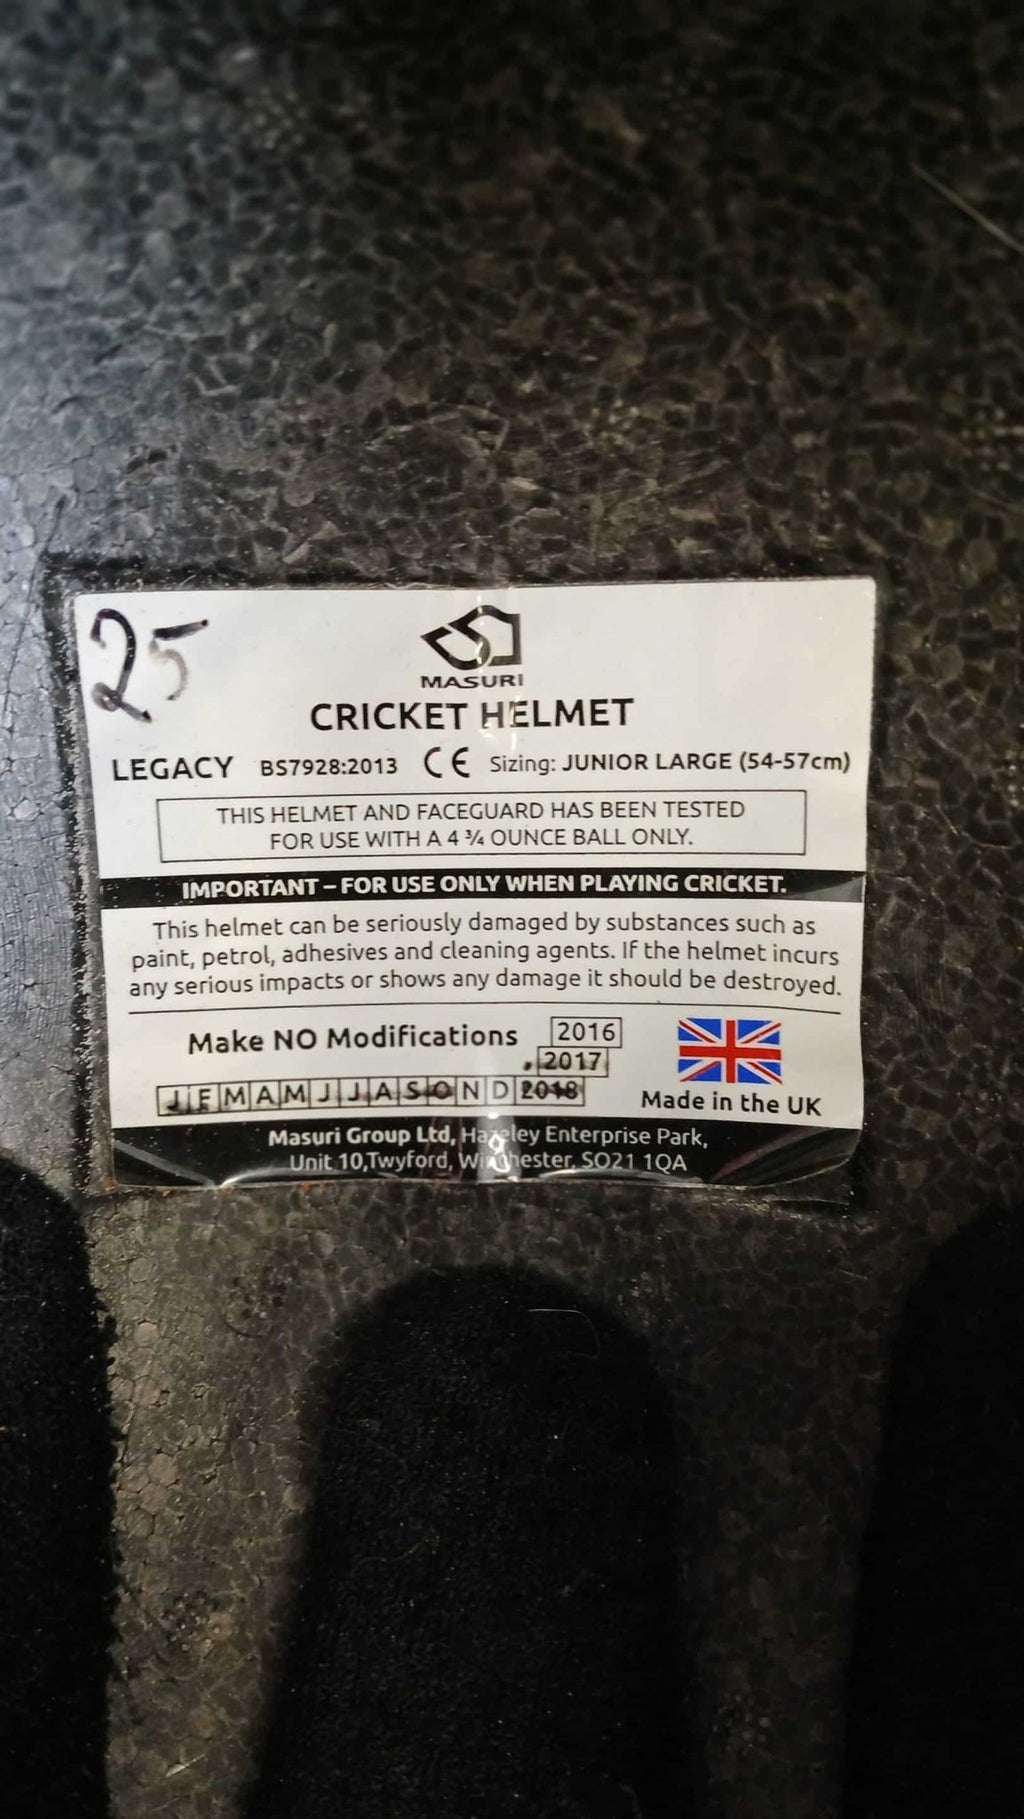 25
MASURI
CRICKET HELMET
LEGACY BS7928:2013 CE Sizing: JUNIOR LARGE (54-57cm)
THIS HELMET AND FACEGUARD HAS BEEN TESTED
FOR USE WITH A 4 ¾ OUNCE BALL ONLY.
IMPORTANT – FOR USE ONLY WHEN PLAYING CRICKET.
This helmet can be seriously damaged by substances such as
paint, petrol, adhesives and cleaning agents. If the helmet incurs
any serious impacts or shows any damage it should be destroyed.
Make NO Modifications 2016
2017
J F M A M J J A S O N D 2018
Made in the UK
Masuri Group Ltd, Hazeley Enterprise Park,
Unit 10,Twyford, Winchester, SO21 1QA